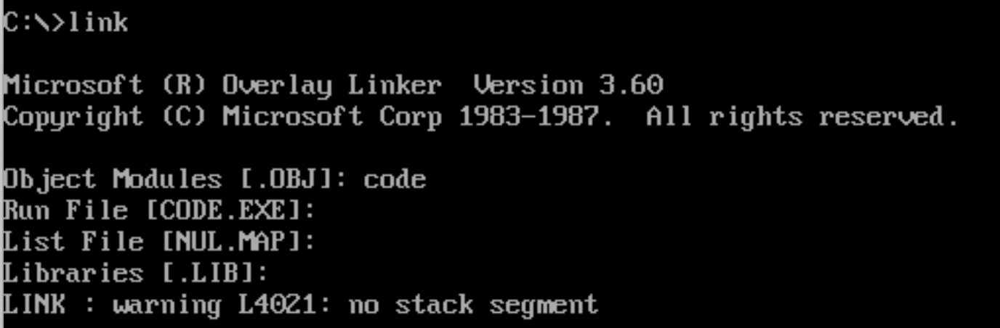 C:\>link
Microsoft (R) Overlay Linker  Version 3.60
Copyright (C) Microsoft Corp 1983-1987.  All rights reserved.
Object Modules [.OBJ]: code
Run File [CODE.EXE]:
List File [NUL.MAP]:
Libraries [.LIB]:
LINK : warning L4021: no stack segment